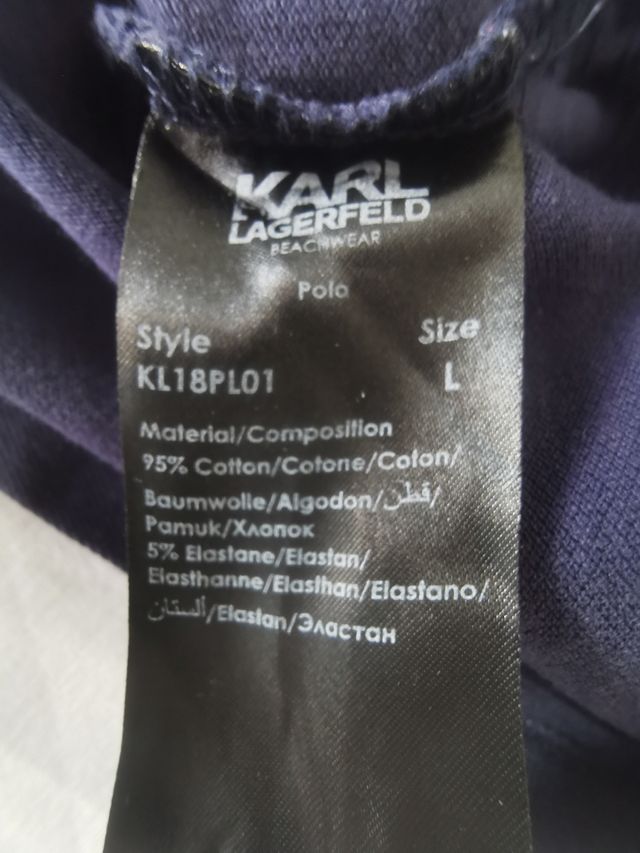 KARL
LAGERFELD
BEACHWEAR
Polo
Style Size
KL18PL01 L
Material/Composition
95% Cotton/Cotone/Coton/
Baumwolle/Algodon/قطن/
Pamuk/Хлопок
5% Elastane/Elastan/
Elasthanne/Elasthan/Elastano/
ألستان/Elastan/Эластан